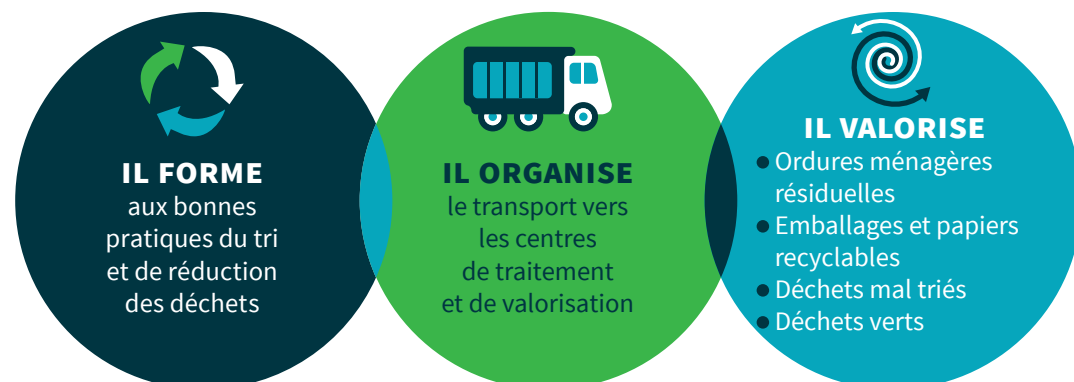 IL FORME
aux bonnes
pratiques du tri
et de réduction
des déchets
IL ORGANISE
le transport vers
les centres
de traitement
et de valorisation
IL VALORISE
● Ordures ménagères
résiduelles
● Emballages et papiers
recyclables
● Déchets mal triés
● Déchets verts